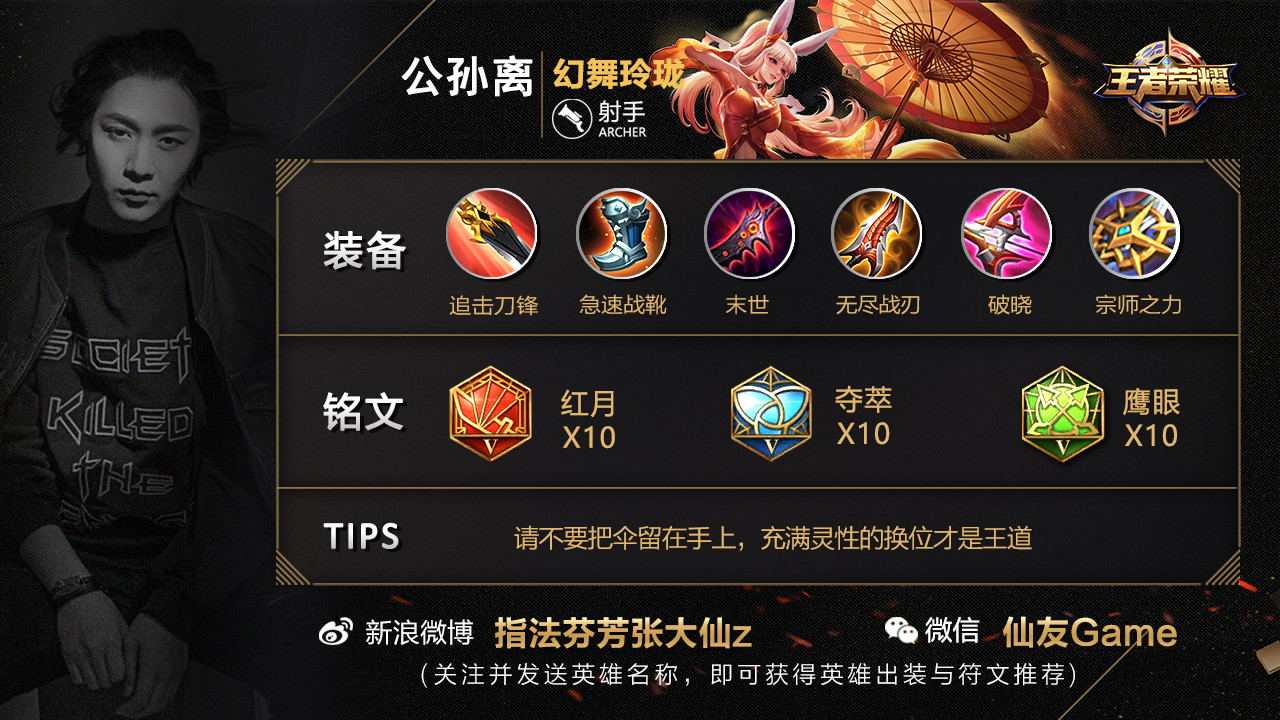 公孙离
幻舞玲珑
射手
ARCHER
王者荣耀
装备
追击刀锋
急速战靴
末世
无尽战刃
破晓
宗师之力
铭文
红月
X10
夺萃
X10
鹰眼
X10
V
V
V
TIPS
请不要把伞留在手上，充满灵性的换位才是王道
SOCIET
KILLED
THE
新浪微博 指法芬芳张大仙z
微信 仙友Game
(关注并发送英雄名称，即可获得英雄出装与符文推荐)